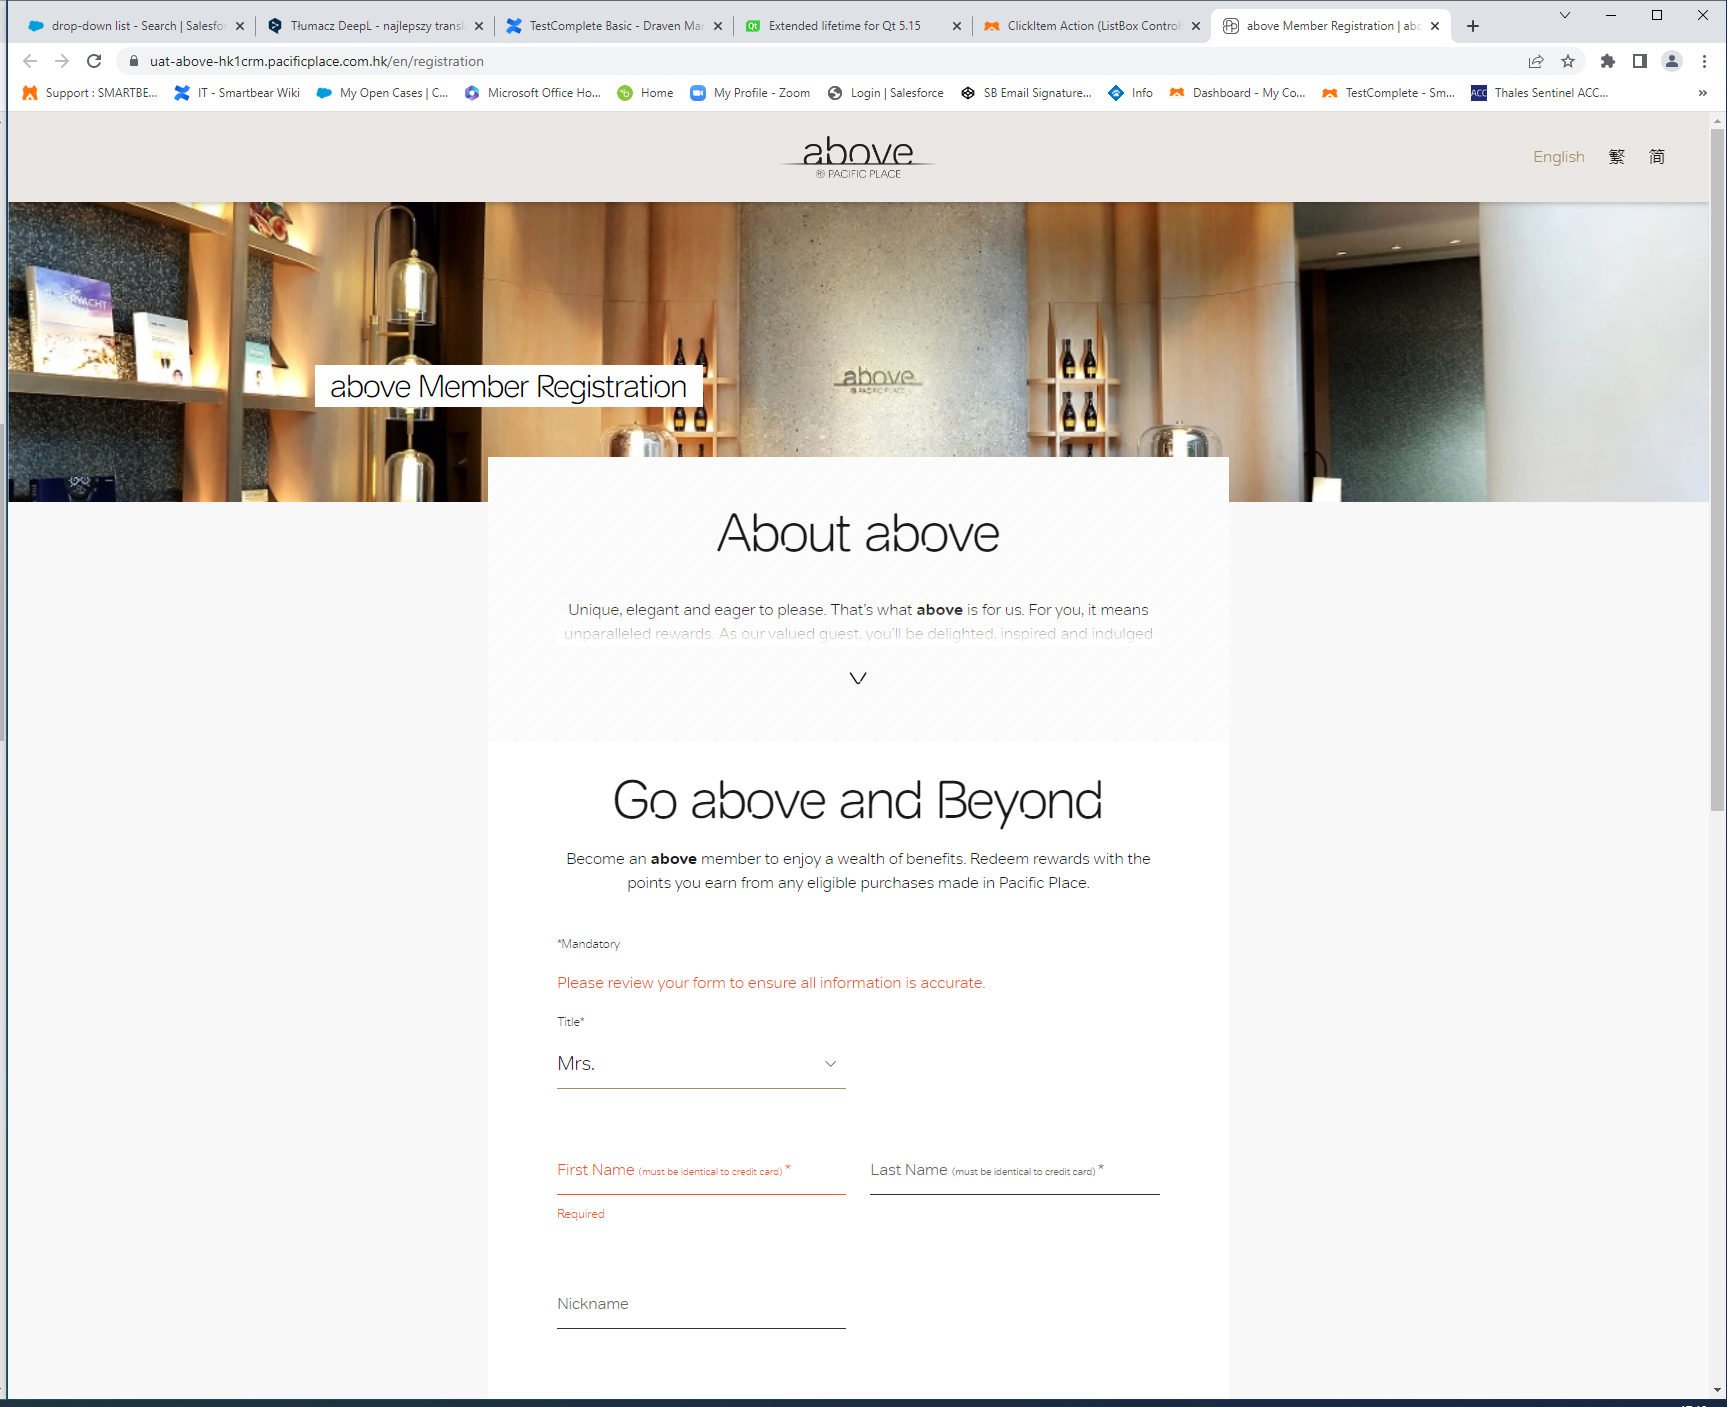 drop-down list - Search | Salesfor
Tłumacz DeepL - najlepszy transl
TestComplete Basic - Draven Mar
Extended lifetime for Qt 5.15
ClickItem Action (ListBox Control
above Member Registration | abo
uat-above-hk1crm.pacificplace.com.hk/en/registration
Support : SMARTBE...
IT - Smartbear Wiki
My Open Cases | C...
Microsoft Office Ho...
Home
My Profile - Zoom
Login | Salesforce
SB Email Signature...
Info
Dashboard - My Co...
TestComplete - Sm...
ACC
Thales Sentinel ACC...
above
PACIFIC PLACE
English 繁 简
above
PACIFIC PLACE
above Member Registration
About above
Unique, elegant and eager to please. That's what above is for us. For you, it means
unparalleled rewards. As our valued guest, you'll be delighted, inspired and indulged
Go above and Beyond
Become an above member to enjoy a wealth of benefits. Redeem rewards with the
points you earn from any eligible purchases made in Pacific Place.
*Mandatory
Please review your form to ensure all information is accurate.
Title*
Mrs.
First Name (must be identical to credit card) *
Last Name (must be identical to credit card) *
Required
Nickname